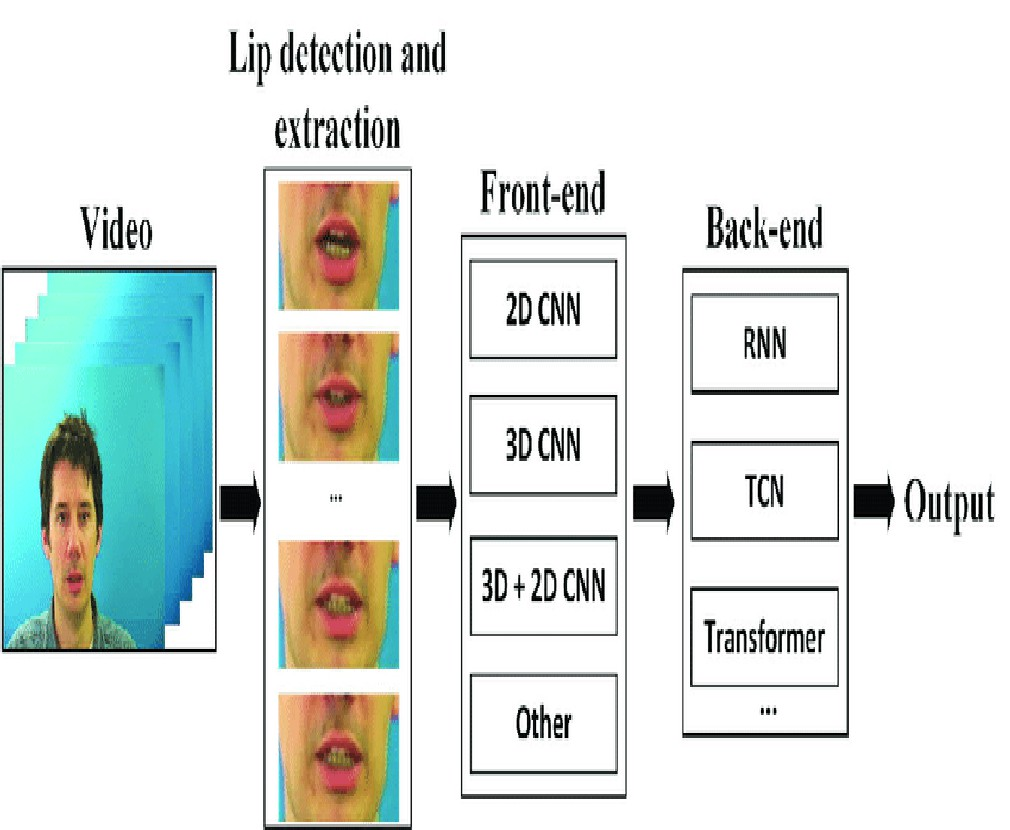 Video
Lip detection and
extraction
...
Front-end
2D CNN
3D CNN
3D + 2D CNN
Other
Back-end
RNN
TCN
Transformer
...
Output